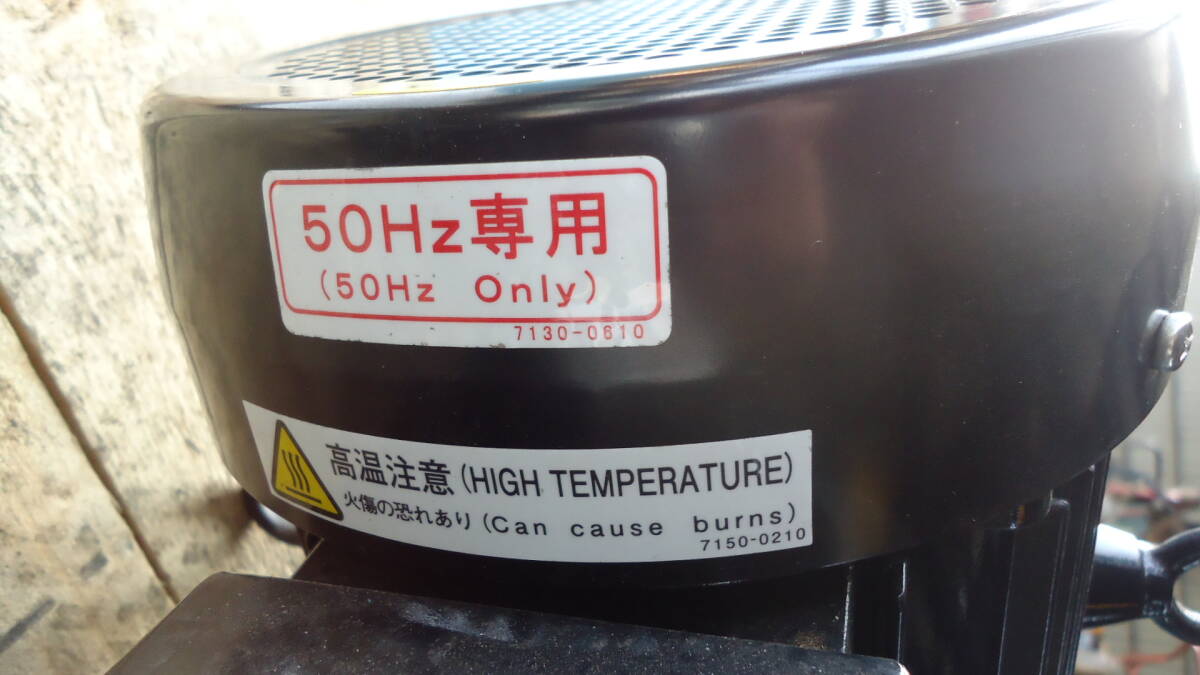 50Hz専用
(50Hz Only)
7130-0610
高温注意(HIGH TEMPERATURE)
火傷の恐れあり(Can cause burns)
7150-0210